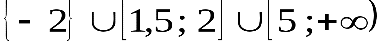 {− 2} ∪[1,5; 2] ∪[5 ;+∞)